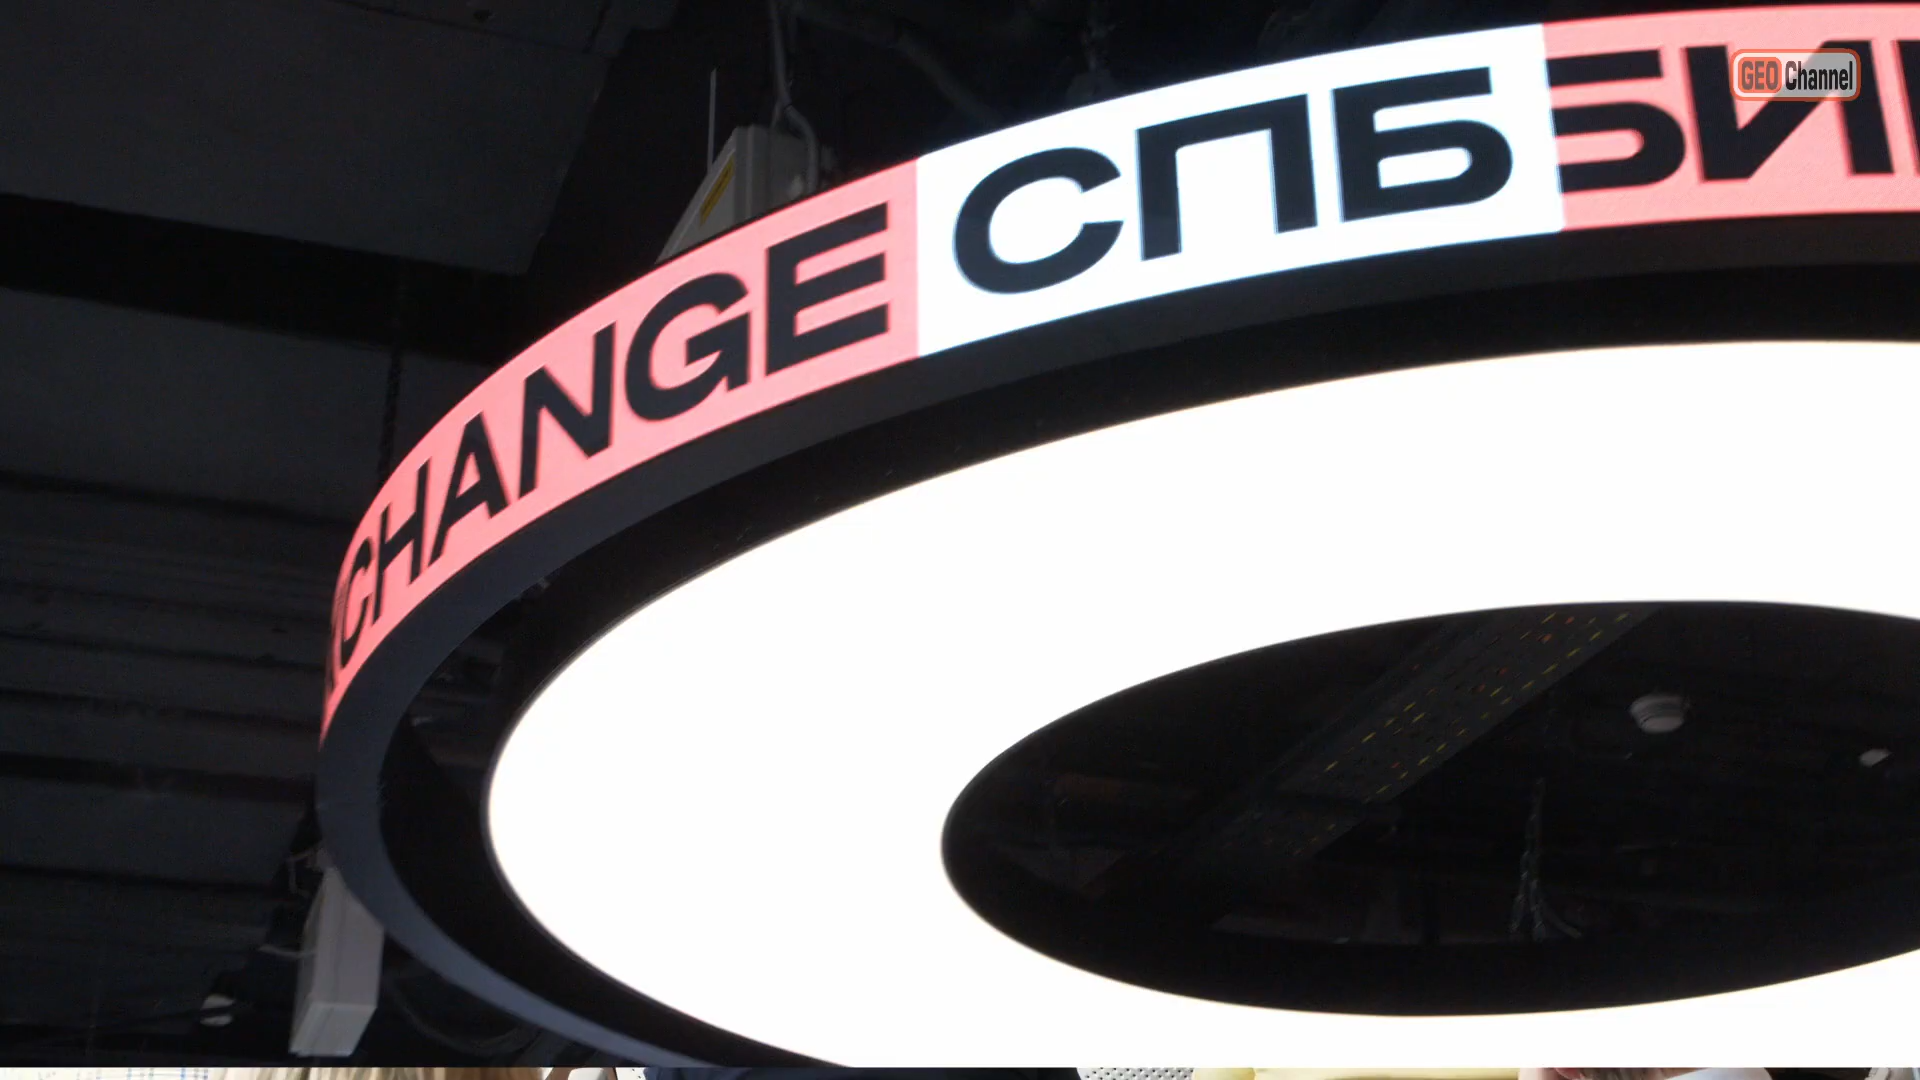 CHANGE СПБ
GEO Channel